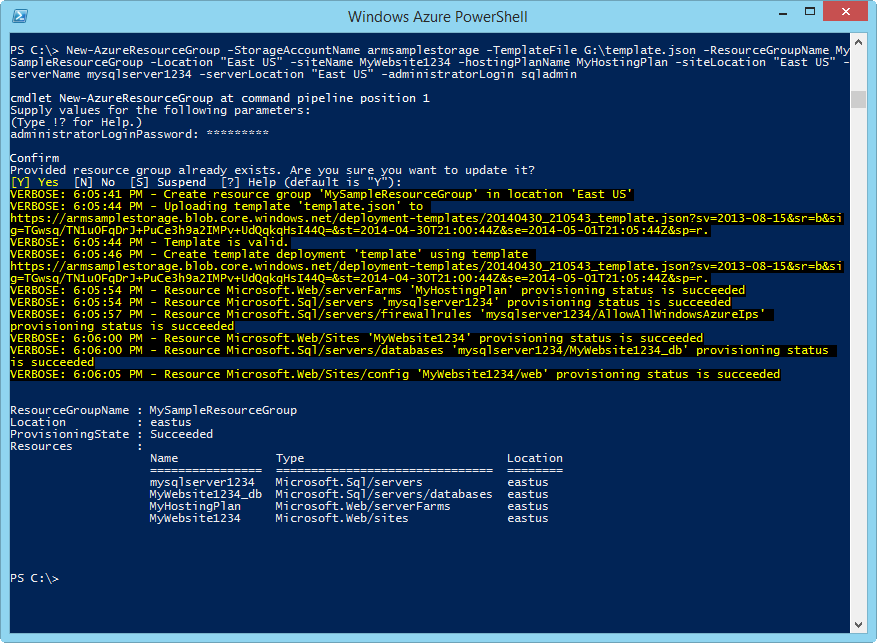 Windows Azure PowerShell
PS C:\> New-AzureResourceGroup -StorageAccountName armsamplestorage -TemplateFile G:\template.json -ResourceGroupName My
SampleResourceGroup -Location "East US" -siteName MyWebsite1234 -hostingPlanName MyHostingPlan -siteLocation "East US" -
serverName mysqlserver1234 -serverLocation "East US" -administratorLogin sqladmin
cmdlet New-AzureResourceGroup at command pipeline position 1
Supply values for the following parameters:
(Type !? for Help.)
administratorLoginPassword: *********
Confirm
Provided resource group already exists. Are you sure you want to update it?
[Y] Yes  [N] No  [S] Suspend  [?] Help (default is "Y"):
VERBOSE: 6:05:41 PM - Create resource group 'MySampleResourceGroup' in location 'East US'
VERBOSE: 6:05:44 PM - Uploading template 'template.json' to
https://armsamplestorage.blob.core.windows.net/deployment-templates/20140430_210543_template.json?sv=2013-08-15&sr=b&si
g=TGwsq/TN1uOFqDrJ+PuCe3h9a2IMPv+UdQqkqHsI44Q=&st=2014-04-30T21:00:44Z&se=2014-05-01T21:05:44Z&sp=r.
VERBOSE: 6:05:44 PM - Template is valid.
VERBOSE: 6:05:46 PM - Create template deployment 'template' using template
https://armsamplestorage.blob.core.windows.net/deployment-templates/20140430_210543_template.json?sv=2013-08-15&sr=b&si
g=TGwsq/TN1uOFqDrJ+PuCe3h9a2IMPv+UdQqkqHsI44Q=&st=2014-04-30T21:00:44Z&se=2014-05-01T21:05:44Z&sp=r.
VERBOSE: 6:05:54 PM - Resource Microsoft.Web/serverFarms 'MyHostingPlan' provisioning status is succeeded
VERBOSE: 6:05:54 PM - Resource Microsoft.Sql/servers 'mysqlserver1234' provisioning status is succeeded
VERBOSE: 6:05:57 PM - Resource Microsoft.Sql/servers/firewallrules 'mysqlserver1234/AllowAllWindowsAzureIps'
provisioning status is succeeded
VERBOSE: 6:06:00 PM - Resource Microsoft.Web/Sites 'MyWebsite1234' provisioning status is succeeded
VERBOSE: 6:06:00 PM - Resource Microsoft.Sql/servers/databases 'mysqlserver1234/MyWebsite1234_db' provisioning status
is succeeded
VERBOSE: 6:06:05 PM - Resource Microsoft.Web/Sites/config 'MyWebsite1234/web' provisioning status is succeeded
ResourceGroupName : MySampleResourceGroup
Location          : eastus
ProvisioningState : Succeeded
Resources         :
Name              Type                             Location
================  ===============================  ========
mysqlserver1234   Microsoft.Sql/servers            eastus
MyWebsite1234_db  Microsoft.Sql/servers/databases  eastus
MyHostingPlan     Microsoft.Web/serverFarms        eastus
MyWebsite1234     Microsoft.Web/sites              eastus
PS C:\>